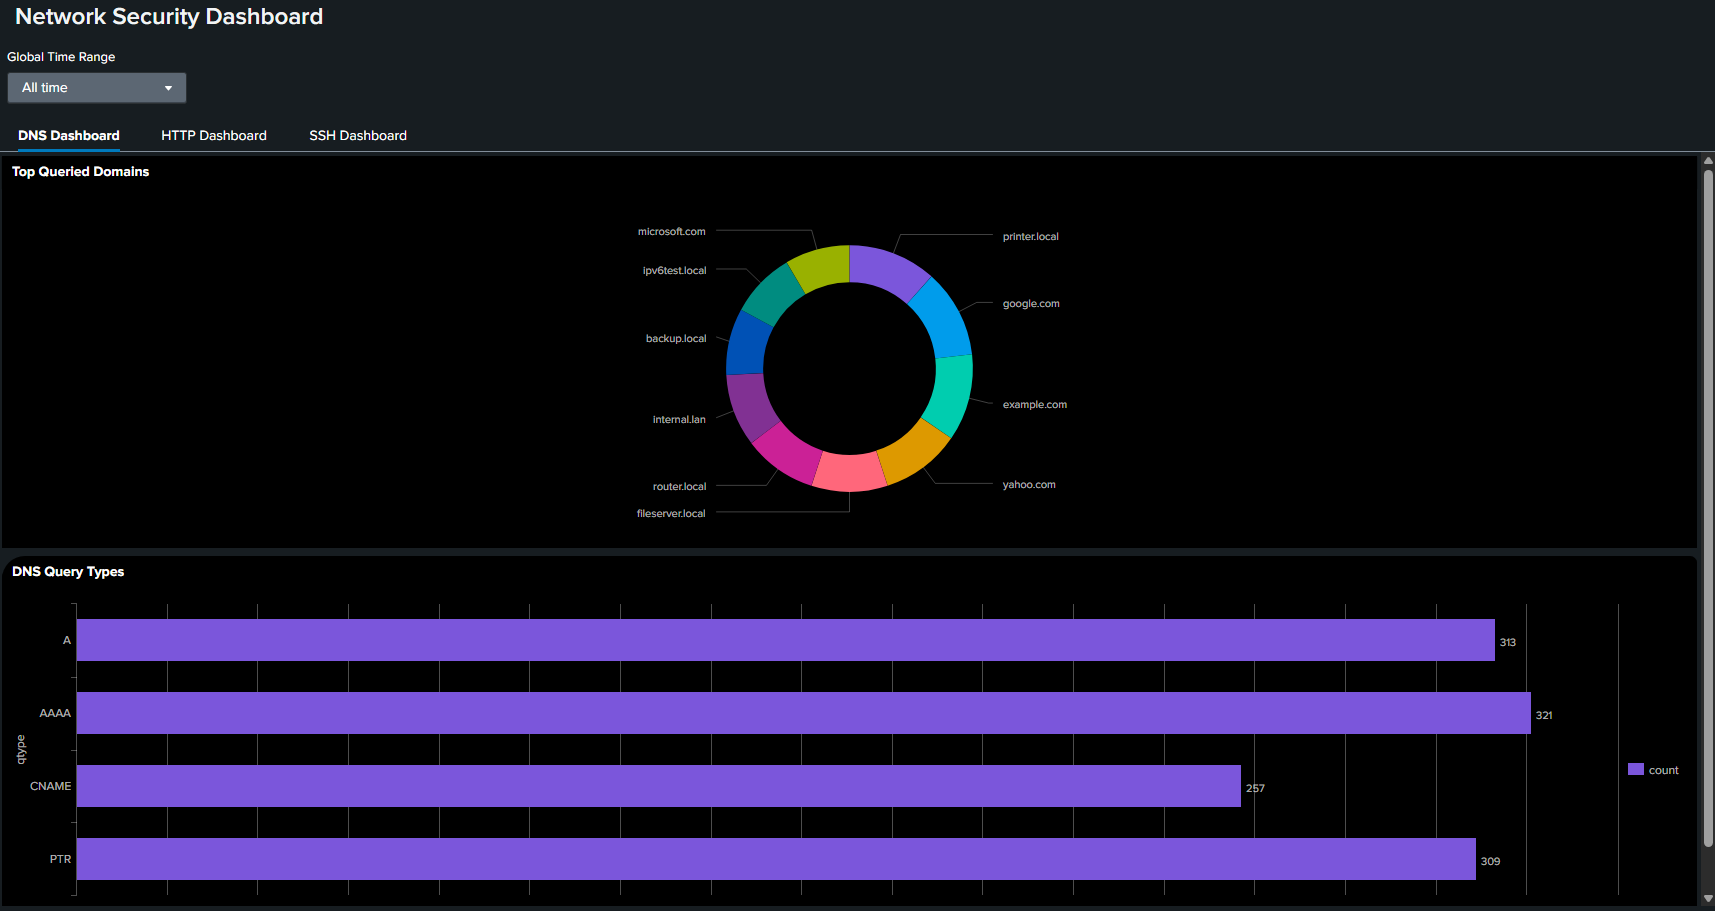 Network Security Dashboard
Global Time Range
All time
DNS Dashboard HTTP Dashboard SSH Dashboard
Top Queried Domains
microsoft.com
printer.local
ipv6test.local
google.com
backup.local
example.com
internal.lan
yahoo.com
router.local
fileserver.local
DNS Query Types
A 313
AAAA 321
qtype
count
CNAME 257
PTR 309